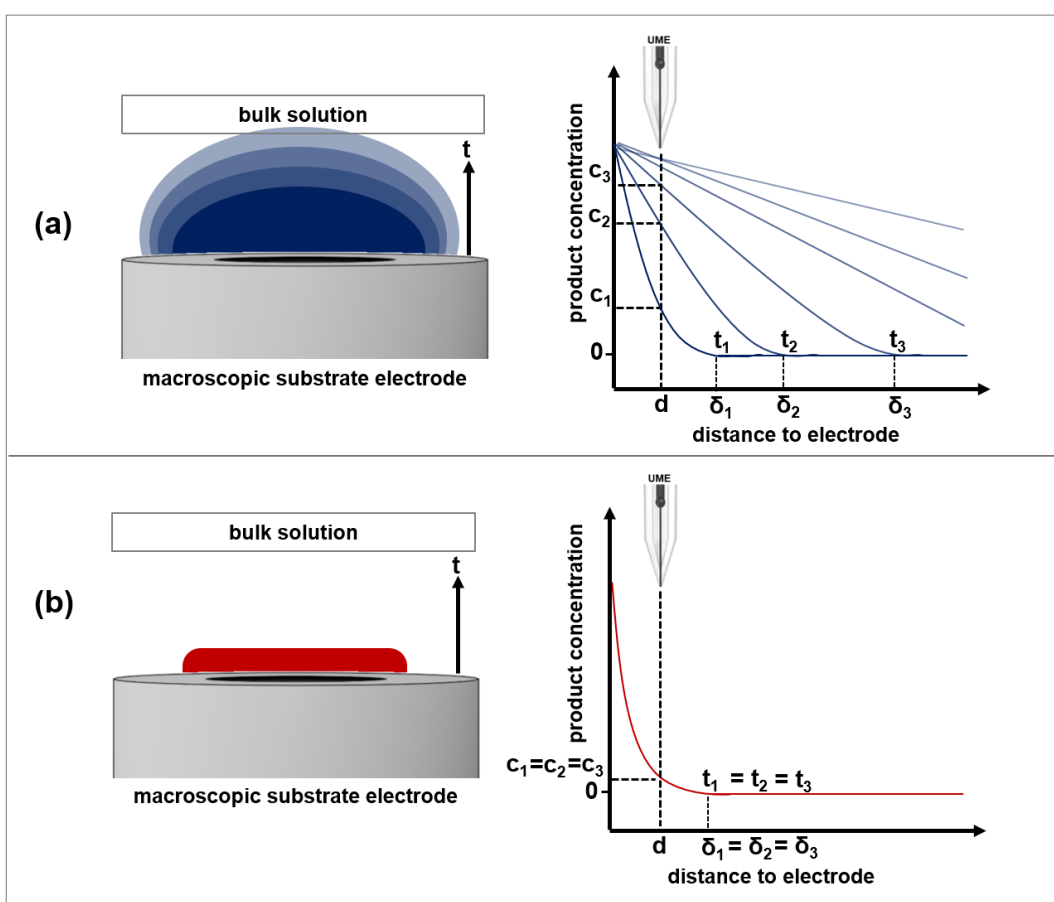 UME
bulk solution
t
(a)
macroscopic substrate electrode
product concentration
c₃
c₂
c₁
0
t₁
t₂
t₃
d
δ₁
δ₂
δ₃
distance to electrode
UME
bulk solution
t
(b)
macroscopic substrate electrode
product concentration
c₁=c₂=c₃
0
t₁ = t₂ = t₃
d
δ₁ = δ₂ = δ₃
distance to electrode